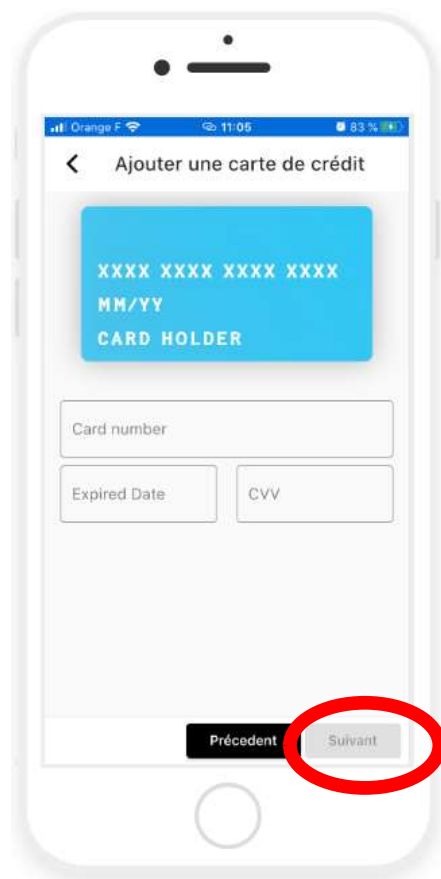 Orange F 11:05 83 %
Ajouter une carte de crédit
XXXX XXXX XXXX XXXX
MM/YY
CARD HOLDER
Card number
Expired Date CVV
Précedent Suivant